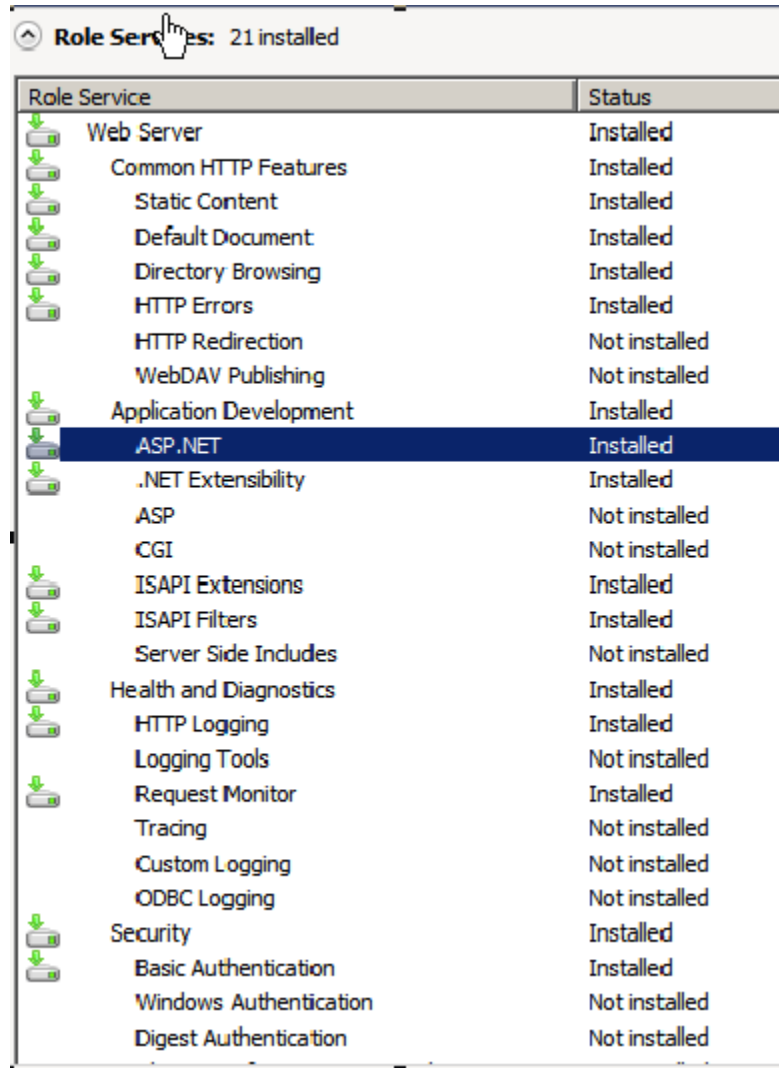 Role Services: 21 installed
Role Service Status
Web Server Installed
Common HTTP Features Installed
Static Content Installed
Default Document Installed
Directory Browsing Installed
HTTP Errors Installed
HTTP Redirection Not installed
WebDAV Publishing Not installed
Application Development Installed
ASP.NET Installed
.NET Extensibility Installed
ASP Not installed
CGI Not installed
ISAPI Extensions Installed
ISAPI Filters Installed
Server Side Includes Not installed
Health and Diagnostics Installed
HTTP Logging Installed
Logging Tools Not installed
Request Monitor Installed
Tracing Not installed
Custom Logging Not installed
ODBC Logging Not installed
Security Installed
Basic Authentication Installed
Windows Authentication Not installed
Digest Authentication Not installed